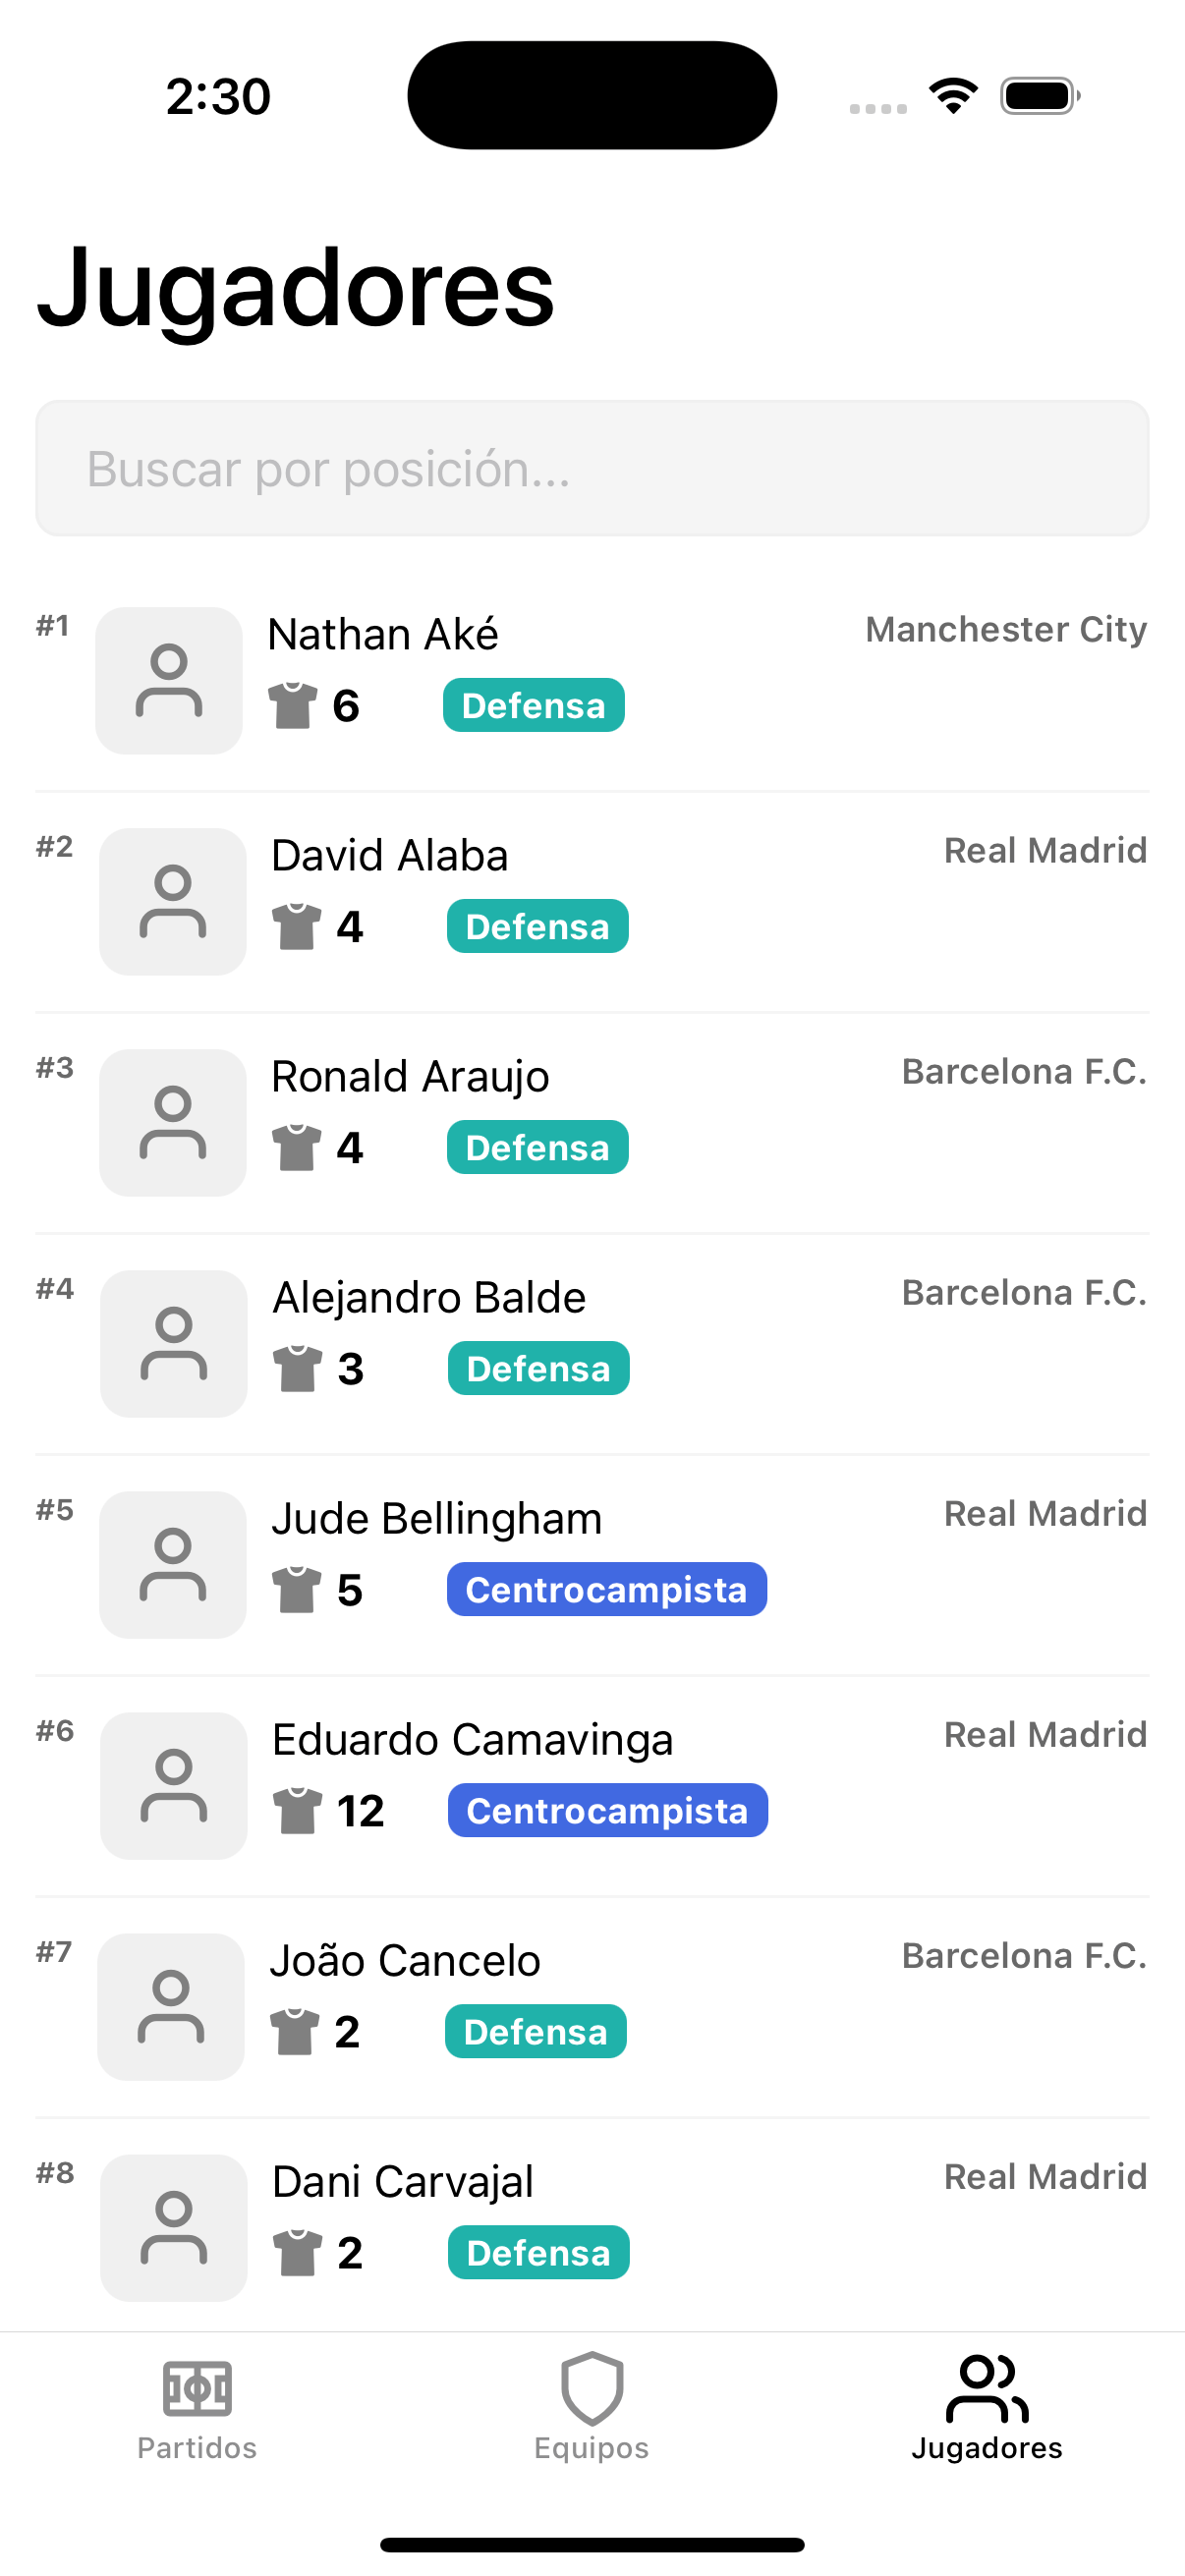 2:30
Jugadores
Buscar por posición...
#1 Nathan Aké Manchester City
6 Defensa
#2 David Alaba Real Madrid
4 Defensa
#3 Ronald Araujo Barcelona F.C.
4 Defensa
#4 Alejandro Balde Barcelona F.C.
3 Defensa
#5 Jude Bellingham Real Madrid
5 Centrocampista
#6 Eduardo Camavinga Real Madrid
12 Centrocampista
#7 João Cancelo Barcelona F.C.
2 Defensa
#8 Dani Carvajal Real Madrid
2 Defensa
Partidos Equipos Jugadores